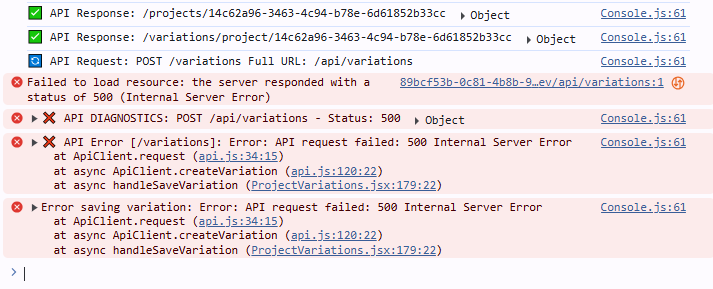 ✅ API Response: /projects/14c62a96-3463-4c94-b78e-6d61852b33cc ▶ Object Console.js:61
✅ API Response: /variations/project/14c62a96-3463-4c94-b78e-6d61852b33cc ▶ Object Console.js:61
🔄 API Request: POST /variations Full URL: /api/variations Console.js:61
Failed to load resource: the server responded with a 89bcf53b-0c81-4b8b-9…ev/api/variations:1
status of 500 (Internal Server Error)
▶ ❌ API DIAGNOSTICS: POST /api/variations - Status: 500 ▶ Object Console.js:61
▶ ❌ API Error [/variations]: Error: API request failed: 500 Internal Server Error Console.js:61
at ApiClient.request (api.js:34:15)
at async ApiClient.createVariation (api.js:120:22)
at async handleSaveVariation (ProjectVariations.jsx:179:22)
▶ Error saving variation: Error: API request failed: 500 Internal Server Error Console.js:61
at ApiClient.request (api.js:34:15)
at async ApiClient.createVariation (api.js:120:22)
at async handleSaveVariation (ProjectVariations.jsx:179:22)
>